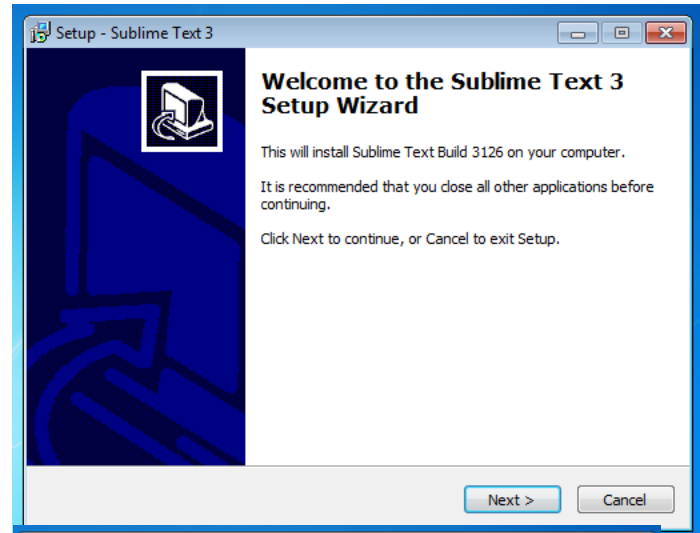 Setup - Sublime Text 3
Welcome to the Sublime Text 3
Setup Wizard
This will install Sublime Text Build 3126 on your computer.
It is recommended that you close all other applications before
continuing.
Click Next to continue, or Cancel to exit Setup.
Next >
Cancel